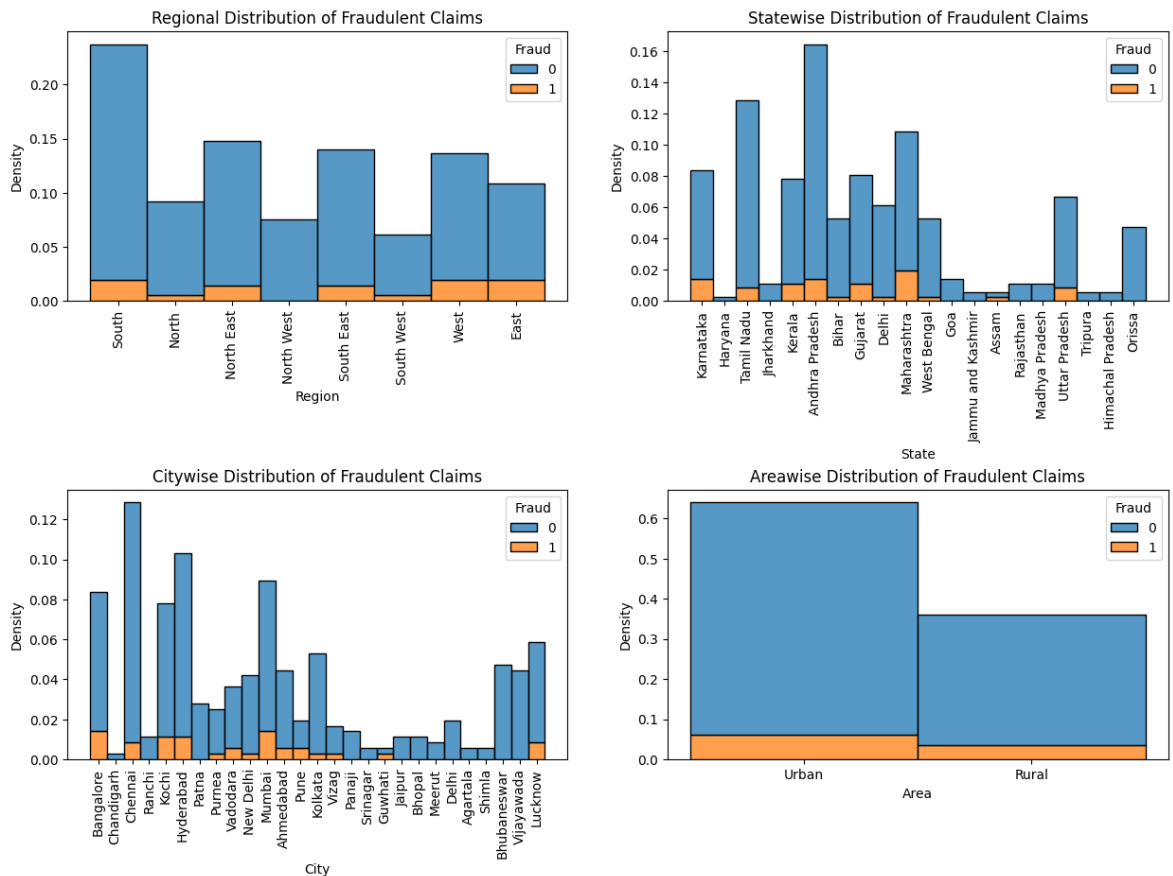 Regional Distribution of Fraudulent Claims
Density
0.20
0.15
0.10
0.05
0.00
Fraud
0
1
South
North
North East
North West
South East
South West
West
East
Region
Statewise Distribution of Fraudulent Claims
Density
0.16
0.14
0.12
0.10
0.08
0.06
0.04
0.02
0.00
Fraud
0
1
Karnataka
Haryana
Tamil Nadu
Jharkhand
Kerala
Andhra Pradesh
Bihar
Gujarat
Delhi
Maharashtra
West Bengal
Goa
Jammu and Kashmir
Assam
Rajasthan
Madhya Pradesh
Uttar Pradesh
Tripura
Himachal Pradesh
Orissa
State
Citywise Distribution of Fraudulent Claims
Density
0.12
0.10
0.08
0.06
0.04
0.02
0.00
Fraud
0
1
Bangalore
Chandigarh
Chennai
Ranchi
Kochi
Hyderabad
Patna
Purnea
Vadodara
New Delhi
Mumbai
Ahmedabad
Pune
Kolkata
Vizag
Panaji
Srinagar
Guwhati
Jaipur
Bhopal
Meerut
Delhi
Agartala
Shimla
Bhubaneswar
Vijayawada
Lucknow
City
Areawise Distribution of Fraudulent Claims
Density
0.6
0.5
0.4
0.3
0.2
0.1
0.0
Fraud
0
1
Urban
Rural
Area